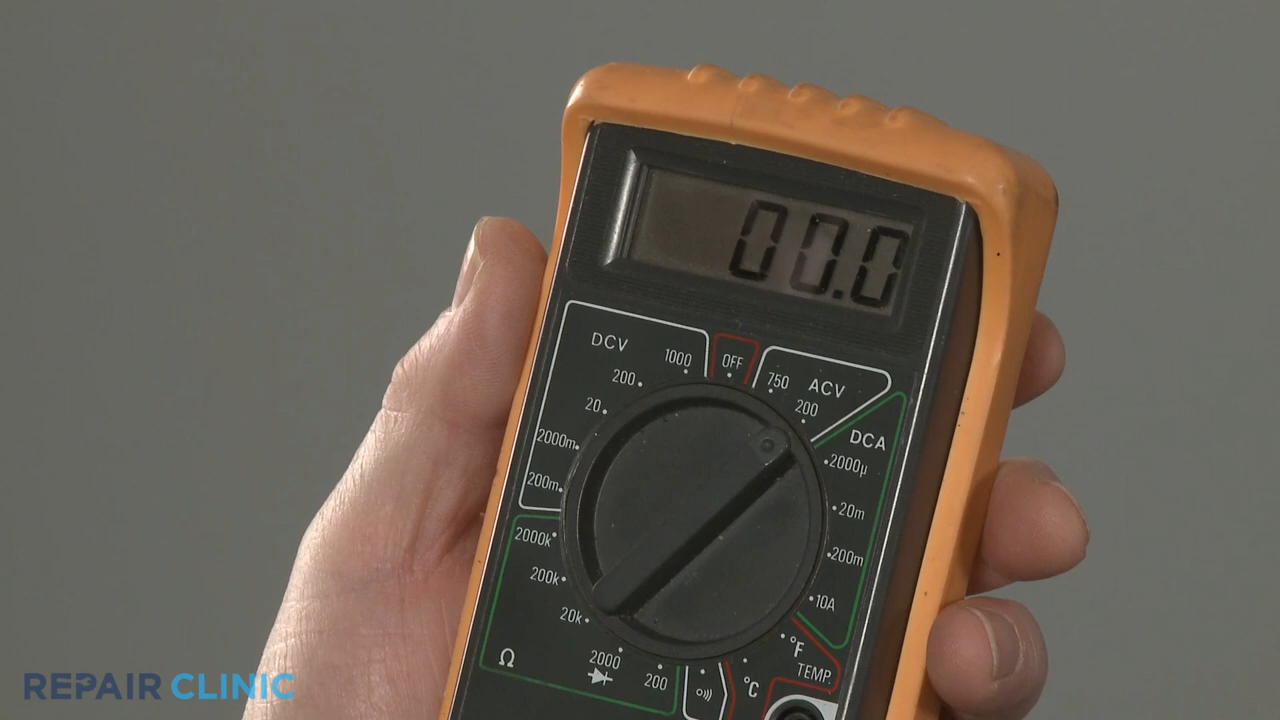 00.0
DCV 1000 OFF 750 ACV
200 200
20 DCA
2000m 2000µ
200m 20m
2000k 200m
200k 10A
20k °F
Ω 2000 200 °C TEMP.
REPAIR CLINIC